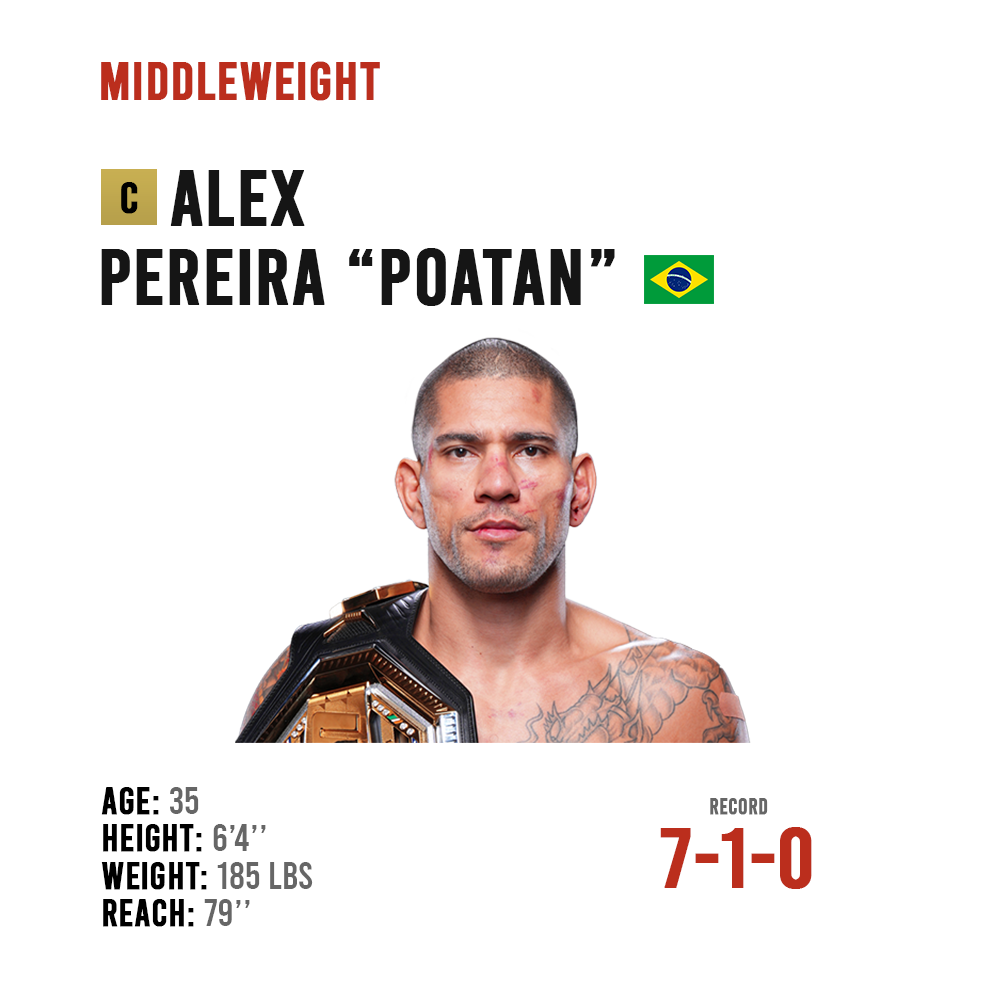 MIDDLEWEIGHT
C ALEX
PEREIRA “POATAN”
AGE: 35
HEIGHT: 6’4’’
WEIGHT: 185 LBS
REACH: 79’’
RECORD
7-1-0